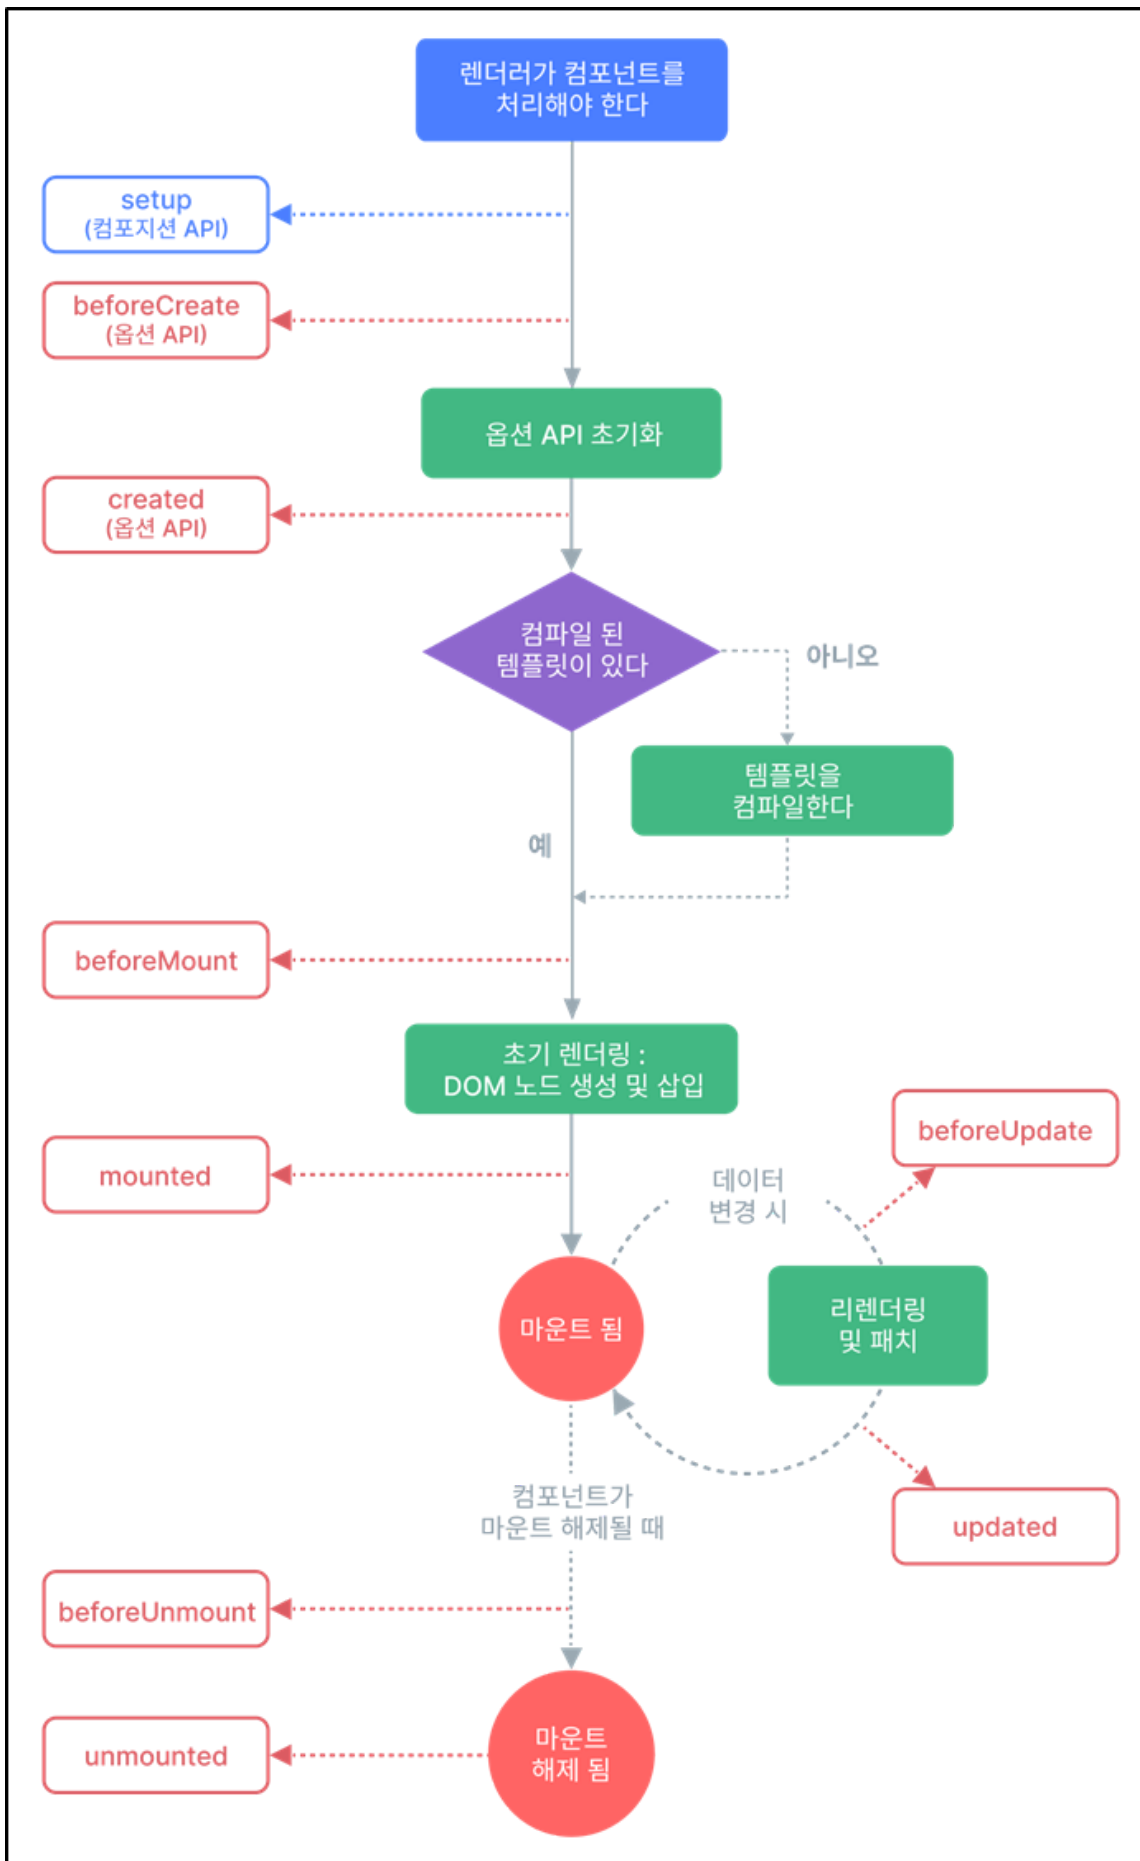 렌더러가 컴포넌트를
처리해야 한다
setup
(컴포지션 API)
beforeCreate
(옵션 API)
옵션 API 초기화
created
(옵션 API)
컴파일 된
템플릿이 있다
아니오
템플릿을
컴파일한다
예
beforeMount
초기 렌더링 :
DOM 노드 생성 및 삽입
beforeUpdate
mounted
데이터
변경 시
리렌더링
및 패치
마운트 됨
컴포넌트가
마운트 해제될 때
updated
beforeUnmount
마운트
해제 됨
unmounted